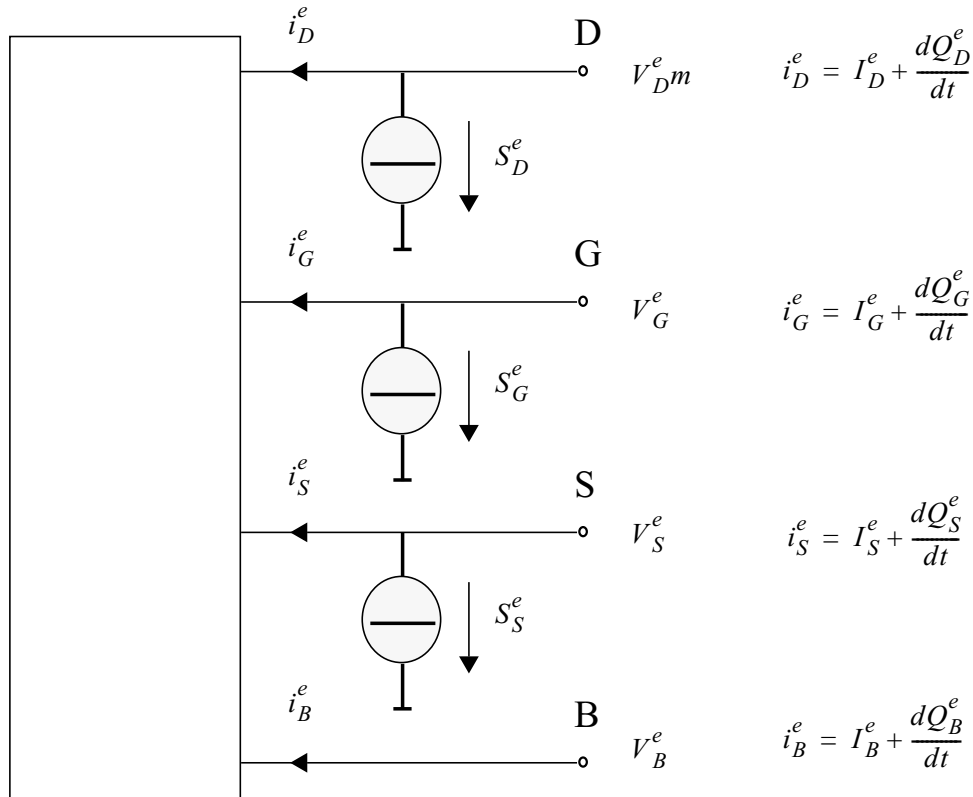 i_D^e
D
V_D^e m
i_D^e = I_D^e + dQ_D^e/dt
S_D^e
i_G^e
G
V_G^e
i_G^e = I_G^e + dQ_G^e/dt
S_G^e
i_S^e
S
V_S^e
i_S^e = I_S^e + dQ_S^e/dt
S_S^e
i_B^e
B
V_B^e
i_B^e = I_B^e + dQ_B^e/dt